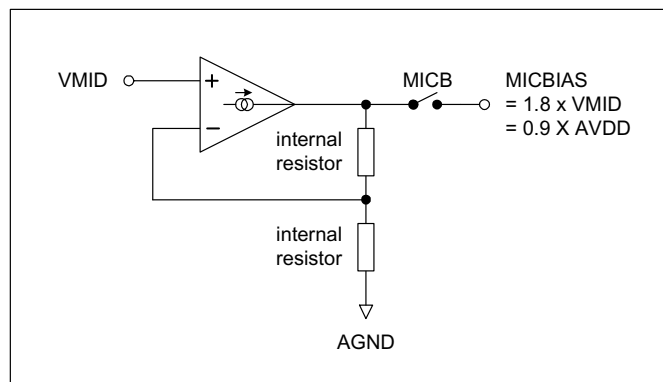 VMID
+
−
MICB
MICBIAS
= 1.8 x VMID
= 0.9 X AVDD
internal
resistor
internal
resistor
AGND